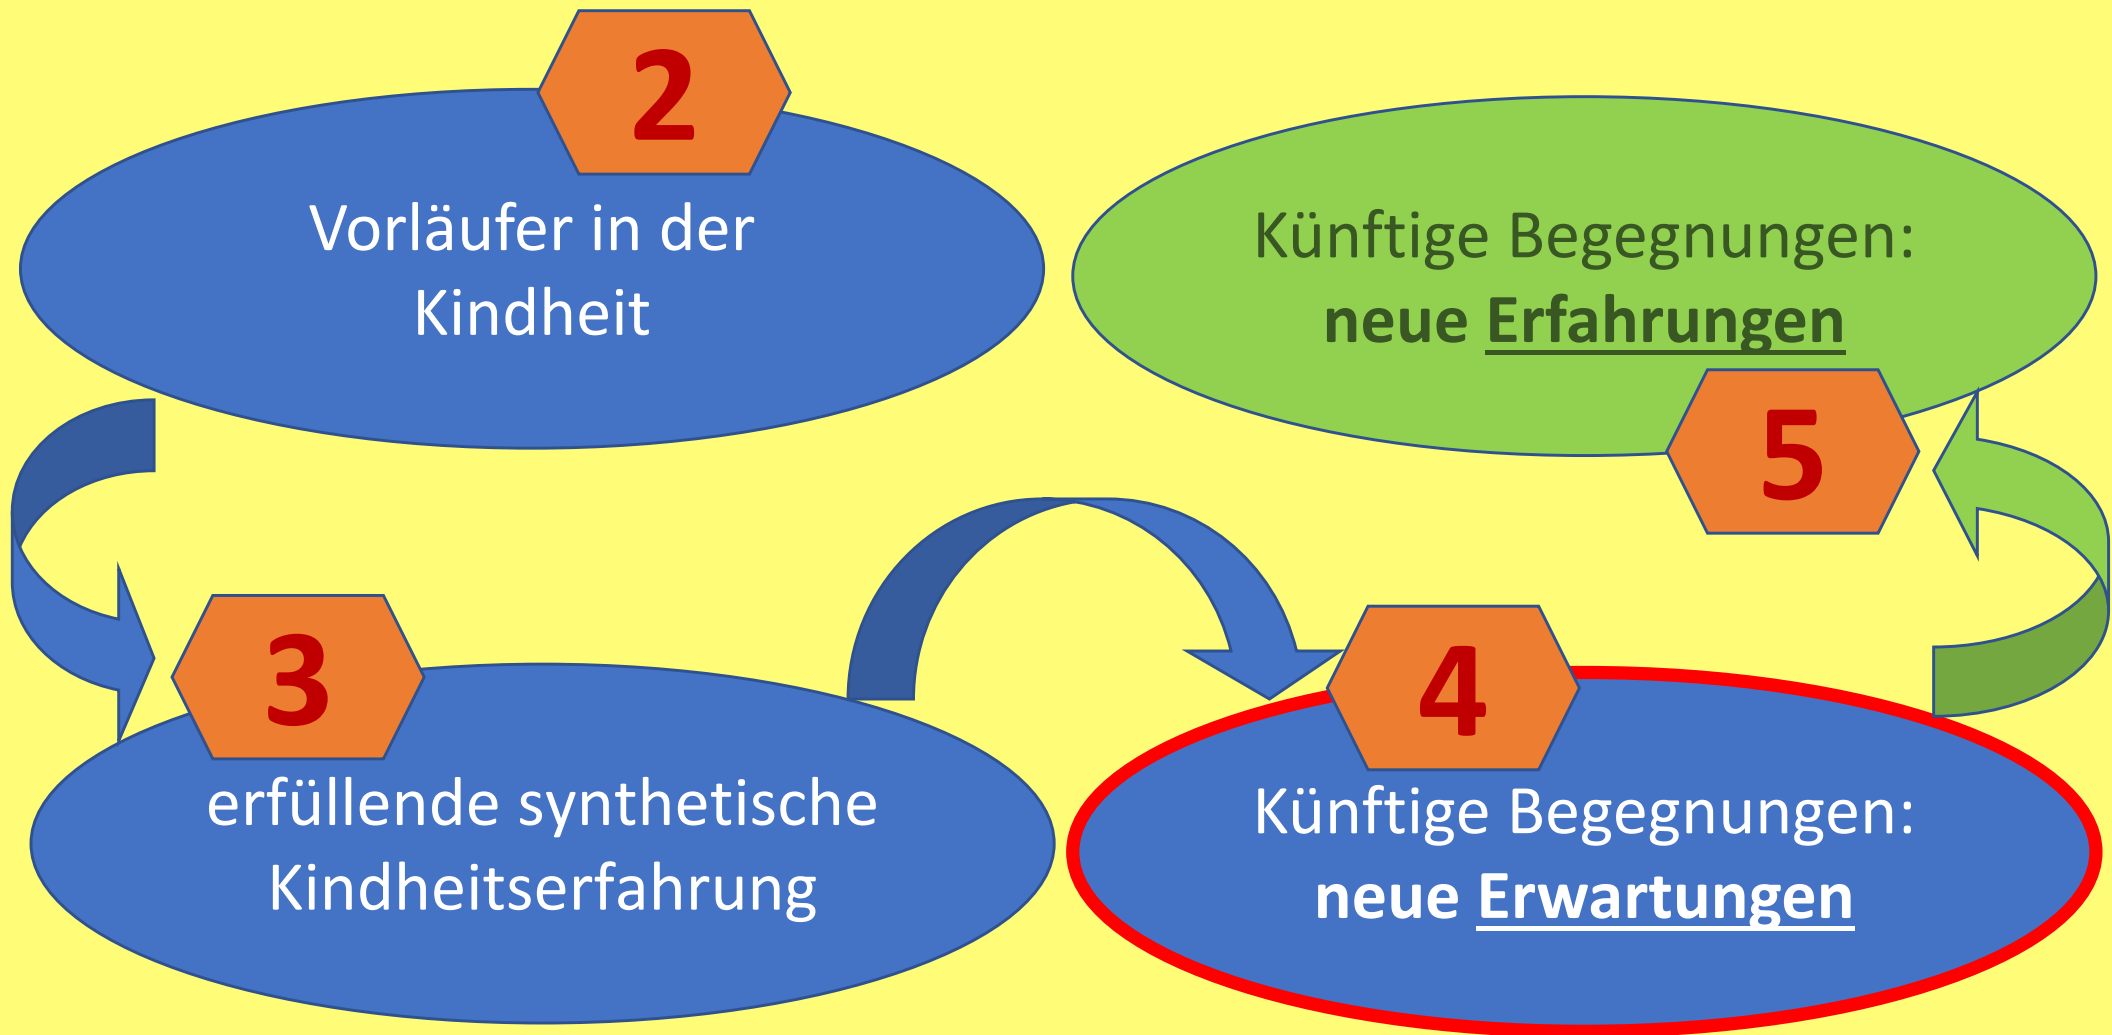 2
Vorläufer in der
Kindheit
3
erfüllende synthetische
Kindheitserfahrung
4
Künftige Begegnungen:
neue Erwartungen
5
Künftige Begegnungen:
neue Erfahrungen